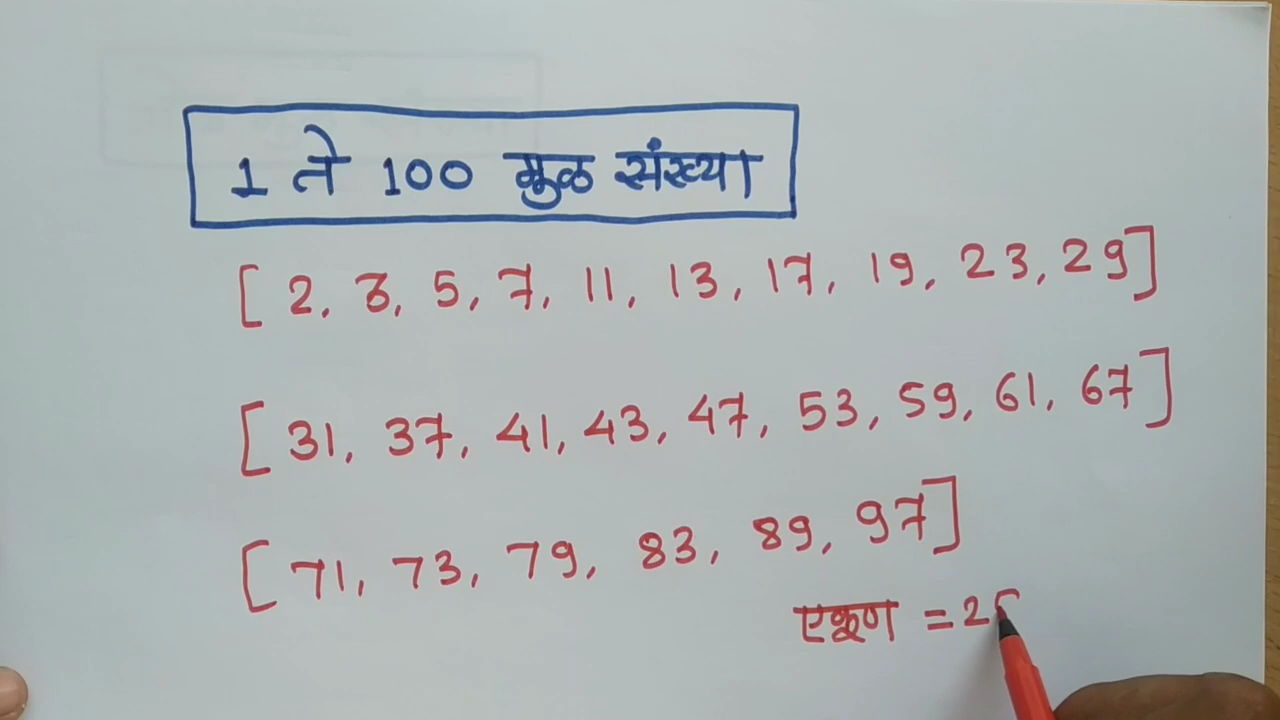 1 ते 100 मुळ संख्या
[ 2, 3, 5, 7, 11, 13, 17, 19, 23, 29 ]
[ 31, 37, 41, 43, 47, 53, 59, 61, 67 ]
[ 71, 73, 79, 83, 89, 97 ]
एकूण = 25